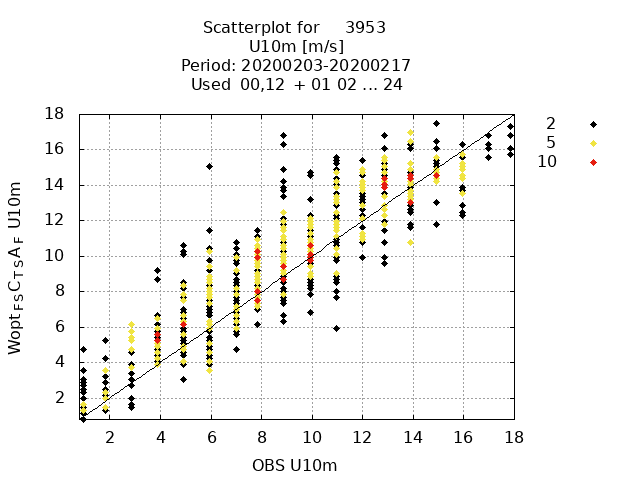 Scatterplot for 3953
U10m [m/s]
Period: 20200203-20200217
Used 00,12 + 01 02 ... 24
18
16
14
12
10
8
6
4
2
2 4 6 8 10 12 14 16 18
Wopt FS C T S A F U10m
OBS U10m
2
5
10